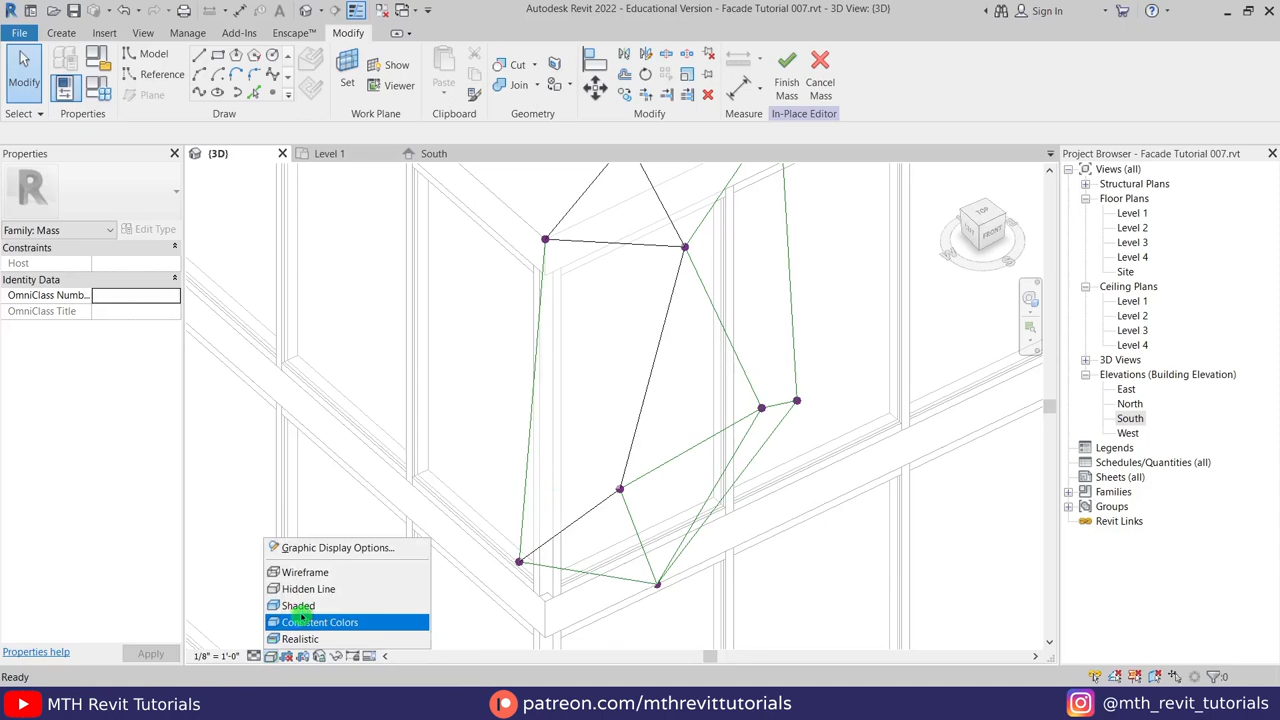 Autodesk Revit 2022 - Educational Version - Facade Tutorial 007.rvt - 3D View: {3D}
Sign In
File
Create
Insert
View
Manage
Add-Ins
Enscape™
Modify
Modify
Model
Reference
Plane
Set
Show
Viewer
Paste
Cut
Join
Finish
Mass
Cancel
Mass
Select
Properties
Draw
Work Plane
Clipboard
Geometry
Modify
Measure
In-Place Editor
Properties
{3D}
Level 1
South
Project Browser - Facade Tutorial 007.rvt
Family: Mass
Edit Type
Constraints
Host
Identity Data
OmniClass Numb...
OmniClass Title
Properties help
Apply
TOP
FRONT
Views (all)
Structural Plans
Floor Plans
Level 1
Level 2
Level 3
Level 4
Site
Ceiling Plans
Level 1
Level 2
Level 3
Level 4
3D Views
Elevations (Building Elevation)
East
North
South
West
Legends
Schedules/Quantities (all)
Sheets (all)
Families
Groups
Revit Links
Graphic Display Options...
Wireframe
Hidden Line
Shaded
Consistent Colors
Realistic
1/8" = 1'-0"
Ready
:0
MTH Revit Tutorials
patreon.com/mthrevittutorials
@mth_revit_tutorials